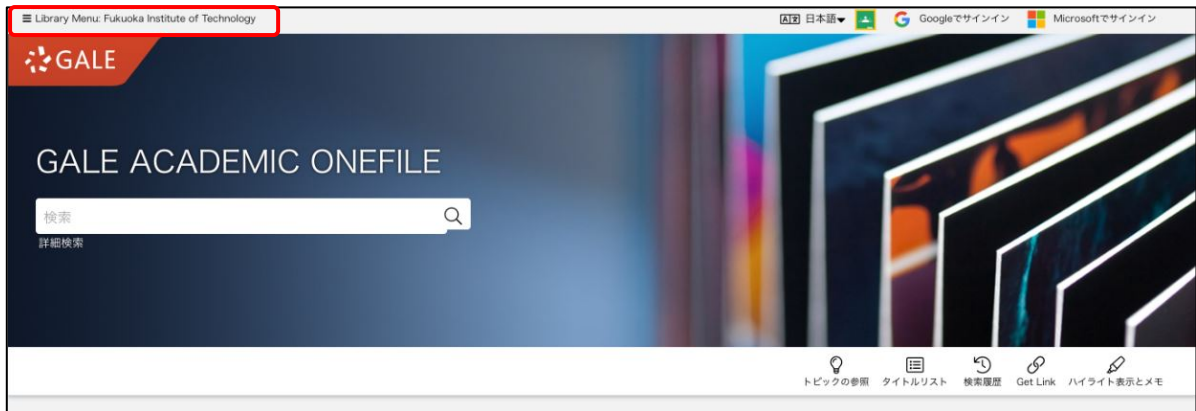 ≡ Library Menu: Fukuoka Institute of Technology
A文 日本語▼ Googleでサインイン Microsoftでサインイン
GALE
GALE ACADEMIC ONEFILE
検索
詳細検索
トピックの参照 タイトルリスト 検索履歴 Get Link ハイライト表示とメモ